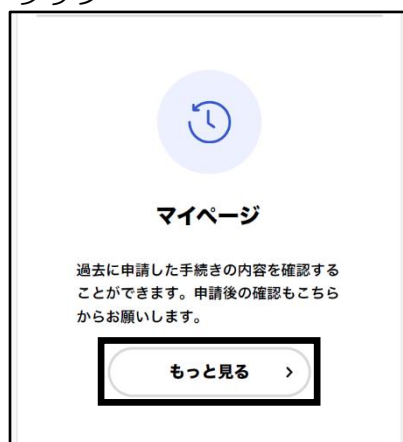 マイページ
過去に申請した手続きの内容を確認する
ことができます。申請後の確認もこちら
からお願いします。
もっと見る